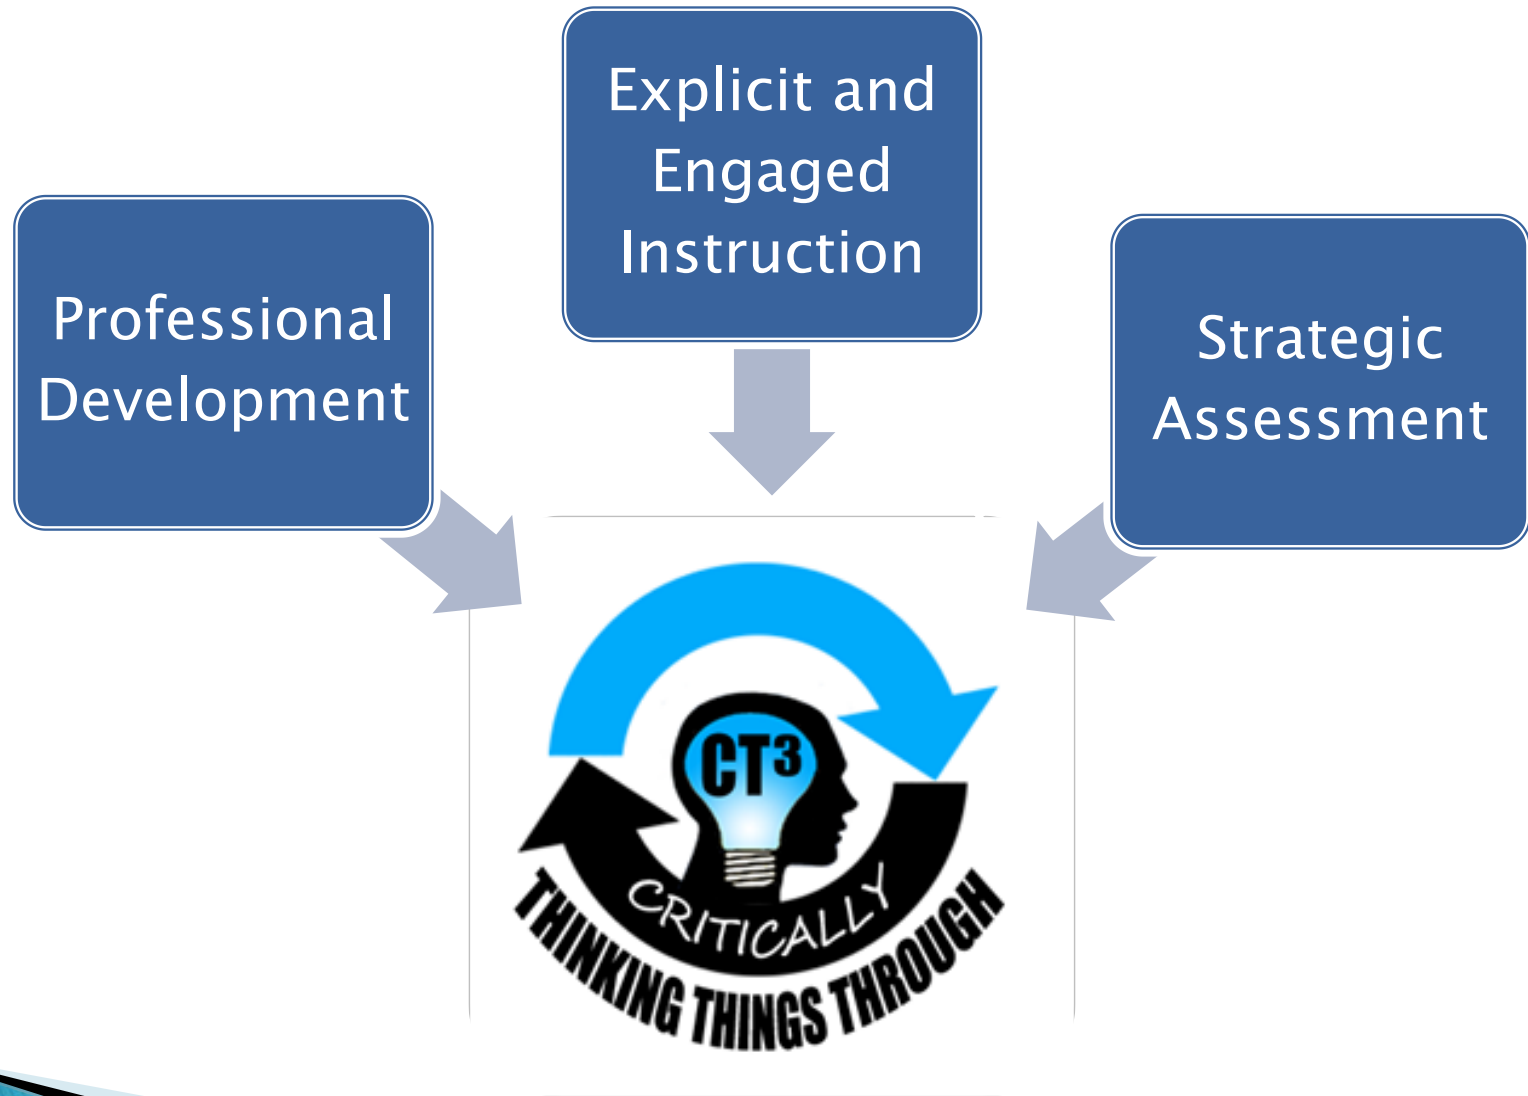 Explicit and
Engaged
Instruction
Professional
Development
Strategic
Assessment
CT³
CRITICALLY
THINKING THINGS THROUGH